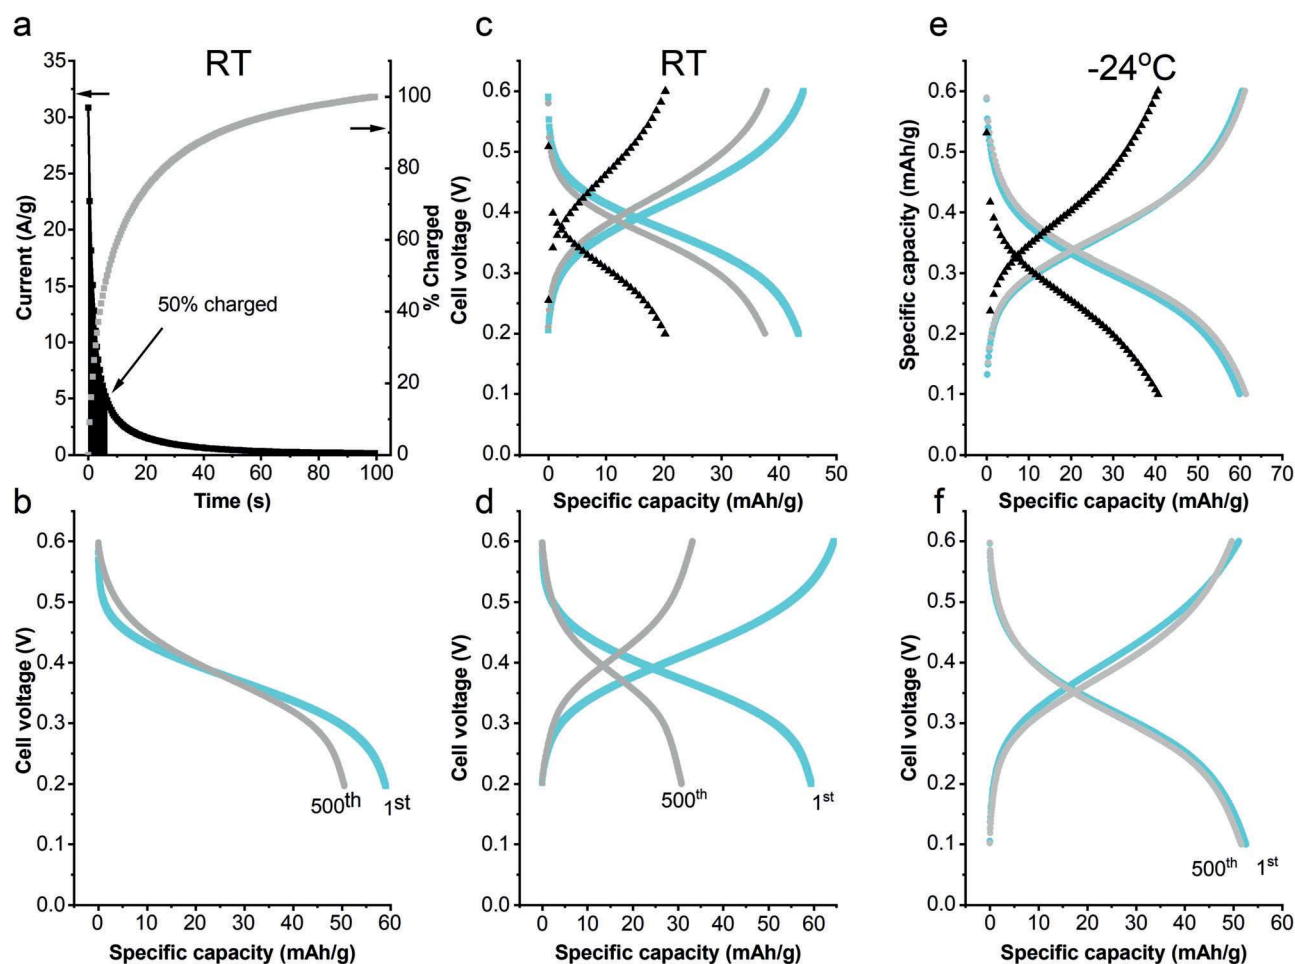 a
RT
35
30
25
20
15
10
5
0
Current (A/g)
100
80
60
40
20
0
% Charged
50% charged
0 20 40 60 80 100
Time (s)
c
RT
0.6
0.5
0.4
0.3
0.2
0.1
0.0
Cell voltage (V)
0 10 20 30 40 50
Specific capacity (mAh/g)
e
-24°C
0.6
0.5
0.4
0.3
0.2
0.1
0.0
Specific capacity (mAh/g)
0 10 20 30 40 50 60 70
Specific capacity (mAh/g)
b
0.6
0.5
0.4
0.3
0.2
0.1
0.0
Cell voltage (V)
500th 1st
0 10 20 30 40 50 60
Specific capacity (mAh/g)
d
0.6
0.5
0.4
0.3
0.2
0.1
0.0
Cell voltage (V)
500th 1st
0 10 20 30 40 50 60
Specific capacity (mAh/g)
f
0.6
0.5
0.4
0.3
0.2
0.1
0.0
Cell voltage (V)
500th 1st
0 10 20 30 40 50 60
Specific capacity (mAh/g)